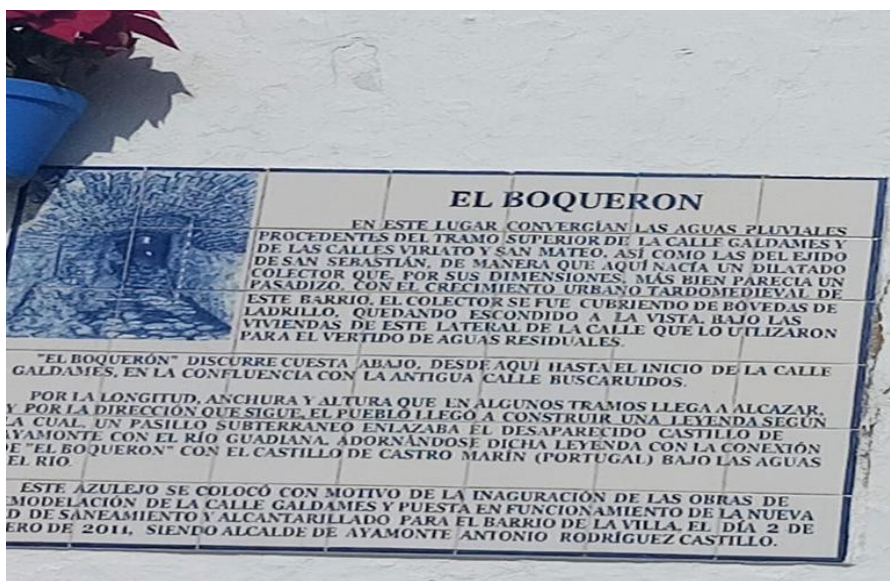 EL BOQUERON
EN ESTE LUGAR CONVERGÍAN LAS AGUAS PLUVIALES
PROCEDENTES DEL TRAMO SUPERIOR DE LA CALLE GALDAMES Y
DE LAS CALLES VIRIATO Y SAN MATEO, ASÍ COMO LAS DEL EJIDO
DE SAN SEBASTIÁN, DE MANERA QUE AQUÍ NACÍA UN DILATADO
COLECTOR QUE, POR SUS DIMENSIONES, MÁS BIEN PARECIA UN
PASADIZO. CON EL CRECIMIENTO URBANO TARDOMEDIEVAL DE
ESTE BARRIO, EL COLECTOR SE FUE CUBRIENDO DE BÓVEDAS DE
LADRILLO, QUEDANDO ESCONDIDO A LA VISTA, BAJO LAS
VIVIENDAS DE ESTE LATERAL DE LA CALLE QUE LO UTILIZARON
PARA EL VERTIDO DE AGUAS RESIDUALES.
"EL BOQUERÓN" DISCURRE CUESTA ABAJO, DESDE AQUÍ HASTA EL INICIO DE LA CALLE
GALDAMES, EN LA CONFLUENCIA CON LA ANTIGUA CALLE BUSCARUIDOS.
POR LA LONGITUD, ANCHURA Y ALTURA QUE EN ALGUNOS TRAMOS LLEGA A ALCAZAR,
Y POR LA DIRECCIÓN QUE SIGUE, EL PUEBLO LLEGÓ A CONSTRUIR UNA LEYENDA SEGÚN
LA CUAL, UN PASILLO SUBTERRANEO ENLAZABA EL DESAPARECIDO CASTILLO DE
AYAMONTE CON EL RÍO GUADIANA, ADORNÁNDOSE DICHA LEYENDA CON LA CONEXIÓN
DE "EL BOQUERON" CON EL CASTILLO DE CASTRO MARÍN (PORTUGAL) BAJO LAS AGUAS
EL RIO.
ESTE AZULEJO SE COLOCÓ CON MOTIVO DE LA INAGURACIÓN DE LAS OBRAS DE
EMODELACIÓN DE LA CALLE GALDAMES Y PUESTA EN FUNCIONAMIENTO DE LA NUEVA
ED DE SANEAMIENTO Y ALCANTARILLADO PARA EL BARRIO DE LA VILLA, EL DÍA 2 DE
ERO DE 2011, SIENDO ALCALDE DE AYAMONTE ANTONIO RODRÍGUEZ CASTILLO.